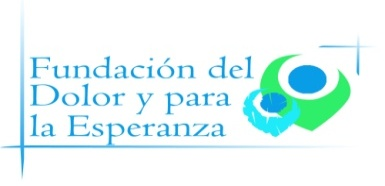 Fundación del
Dolor y para
la Esperanza